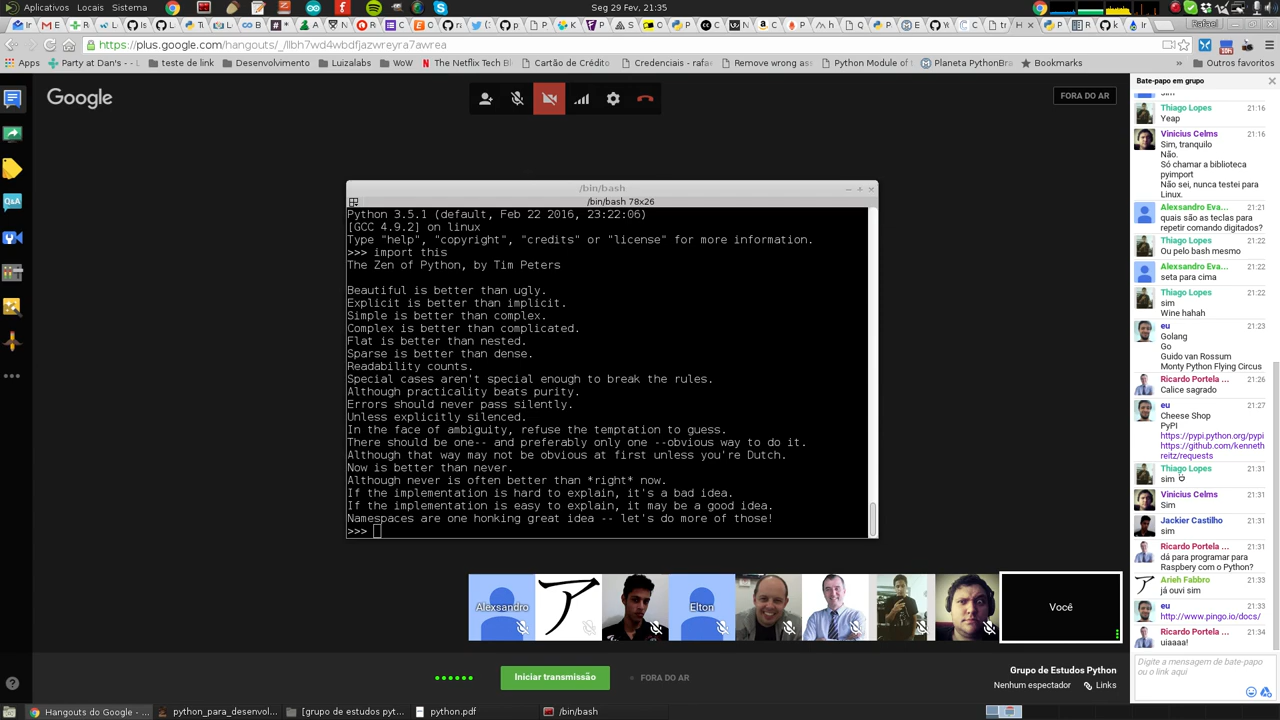 Aplicativos Locais Sistema
Seg 29 Fev, 21:35
Rafael
https://plus.google.com/hangouts/_/llbh7wd4wbdfjazwreyra7awrea
Apps
Party at Dan's--
teste de link
Desenvolvimento
Luizalabs
WoW
The Netflix Tech B
Cartão de Crédito
Credenciais - rafae
Remove wrong ass
Python Module of
Planeta PythonBra
Bookmarks
»
Outros favoritos
Google
FORA DO AR
Q&A
/bin/bash
/bin/bash 78x26
Python 3.5.1 (default, Feb 22 2016, 23:22:06)
[GCC 4.9.2] on linux
Type "help", "copyright", "credits" or "license" for more information.
>>> import this
The Zen of Python, by Tim Peters
Beautiful is better than ugly.
Explicit is better than implicit.
Simple is better than complex.
Complex is better than complicated.
Flat is better than nested.
Sparse is better than dense.
Readability counts.
Special cases aren't special enough to break the rules.
Although practicality beats purity.
Errors should never pass silently.
Unless explicitly silenced.
In the face of ambiguity, refuse the temptation to guess.
There should be one-- and preferably only one --obvious way to do it.
Although that way may not be obvious at first unless you're Dutch.
Now is better than never.
Although never is often better than *right* now.
If the implementation is hard to explain, it's a bad idea.
If the implementation is easy to explain, it may be a good idea.
Namespaces are one honking great idea -- let's do more of those!
>>>
Alexsandro
Elton
Você
Iniciar transmissão
FORA DO AR
Grupo de Estudos Python
Nenhum espectador
Links
Bate-papo em grupo
sim
Thiago Lopes 21:16
Yeap
Vinicius Celms 21:16
Sim, tranquilo
Não.
Só chamar a biblioteca
pyimport
Não sei, nunca testei para
Linux.
Alexsandro Eva... 21:21
quais são as teclas para
repetir comando digitados?
Thiago Lopes 21:22
Ou pelo bash mesmo
Alexsandro Eva... 21:22
seta para cima
Thiago Lopes 21:22
sim
Wine hahah
eu 21:23
Golang
Go
Guido van Rossum
Monty Python Flying Circus
Ricardo Portela ... 21:26
Calice sagrado
eu 21:27
Cheese Shop
PyPI
https://pypi.python.org/pypi
https://github.com/kenneth
reitz/requests
Thiago Lopes 21:31
sim
Vinicius Celms 21:31
Sim
Jackier Castilho 21:31
sim
Ricardo Portela ... 21:31
dá para programar para
Raspbery com o Python?
Arieh Fabbro 21:33
já ouvi sim
eu 21:33
http://www.pingo.io/docs/
Ricardo Portela ... 21:34
uiaaaa!
Digite a mensagem de bate-papo
ou o link aqui
Hangouts do Google - ...
python_para_desenvol...
[grupo de estudos pyt...
python.pdf
/bin/bash